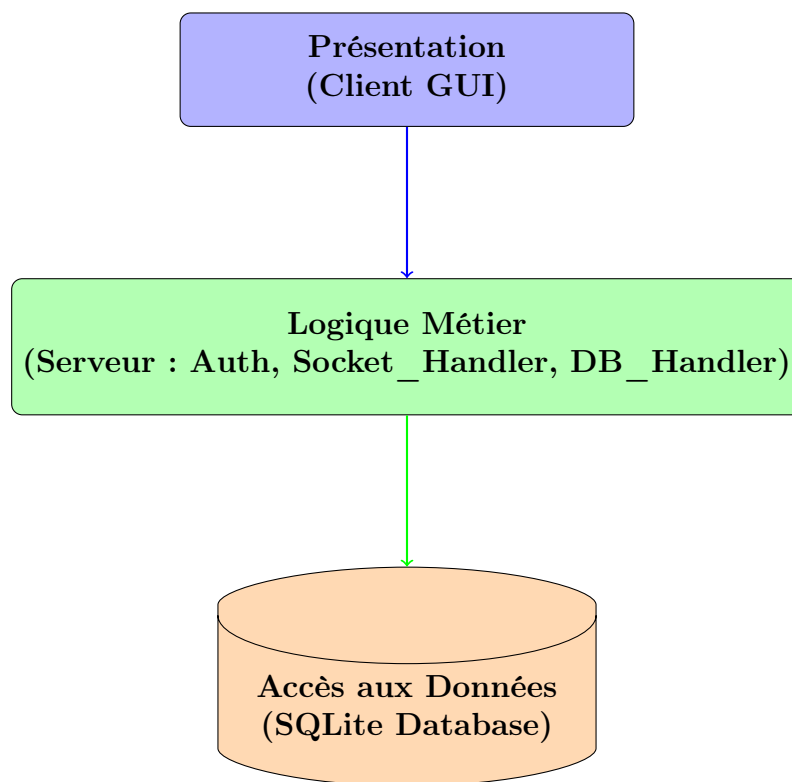 Présentation
(Client GUI)
Logique Métier
(Serveur : Auth, Socket_Handler, DB_Handler)
Accès aux Données
(SQLite Database)